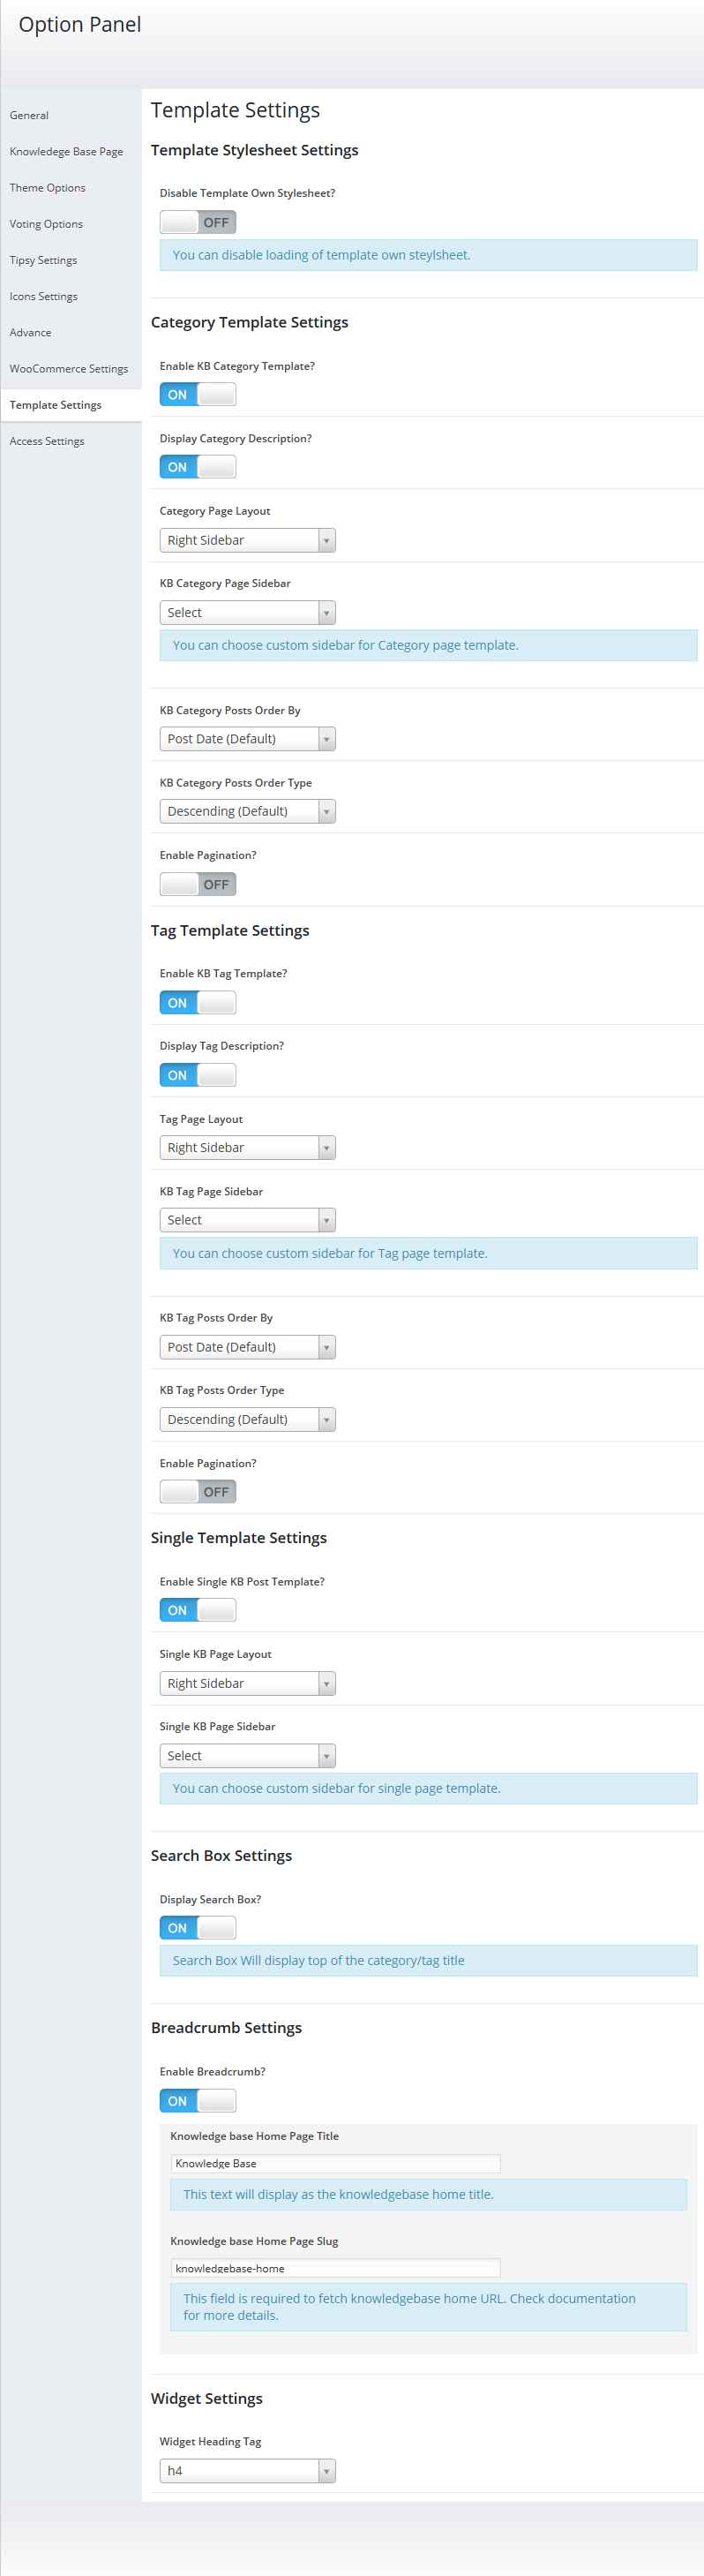 Option Panel
General
Knowledege Base Page
Theme Options
Voting Options
Tipsy Settings
Icons Settings
Advance
WooCommerce Settings
Template Settings
Access Settings
Template Settings
Template Stylesheet Settings
Disable Template Own Stylesheet?
OFF
You can disable loading of template own steylsheet.
Category Template Settings
Enable KB Category Template?
ON
Display Category Description?
ON
Category Page Layout
Right Sidebar
KB Category Page Sidebar
Select
You can choose custom sidebar for Category page template.
KB Category Posts Order By
Post Date (Default)
KB Category Posts Order Type
Descending (Default)
Enable Pagination?
OFF
Tag Template Settings
Enable KB Tag Template?
ON
Display Tag Description?
ON
Tag Page Layout
Right Sidebar
KB Tag Page Sidebar
Select
You can choose custom sidebar for Tag page template.
KB Tag Posts Order By
Post Date (Default)
KB Tag Posts Order Type
Descending (Default)
Enable Pagination?
OFF
Single Template Settings
Enable Single KB Post Template?
ON
Single KB Page Layout
Right Sidebar
Single KB Page Sidebar
Select
You can choose custom sidebar for single page template.
Search Box Settings
Display Search Box?
ON
Search Box Will display top of the category/tag title
Breadcrumb Settings
Enable Breadcrumb?
ON
Knowledge base Home Page Title
Knowledge Base
This text will display as the knowledgebase home title.
Knowledge base Home Page Slug
knowledgebase-home
This field is required to fetch knowledgebase home URL. Check documentation
for more details.
Widget Settings
Widget Heading Tag
h4